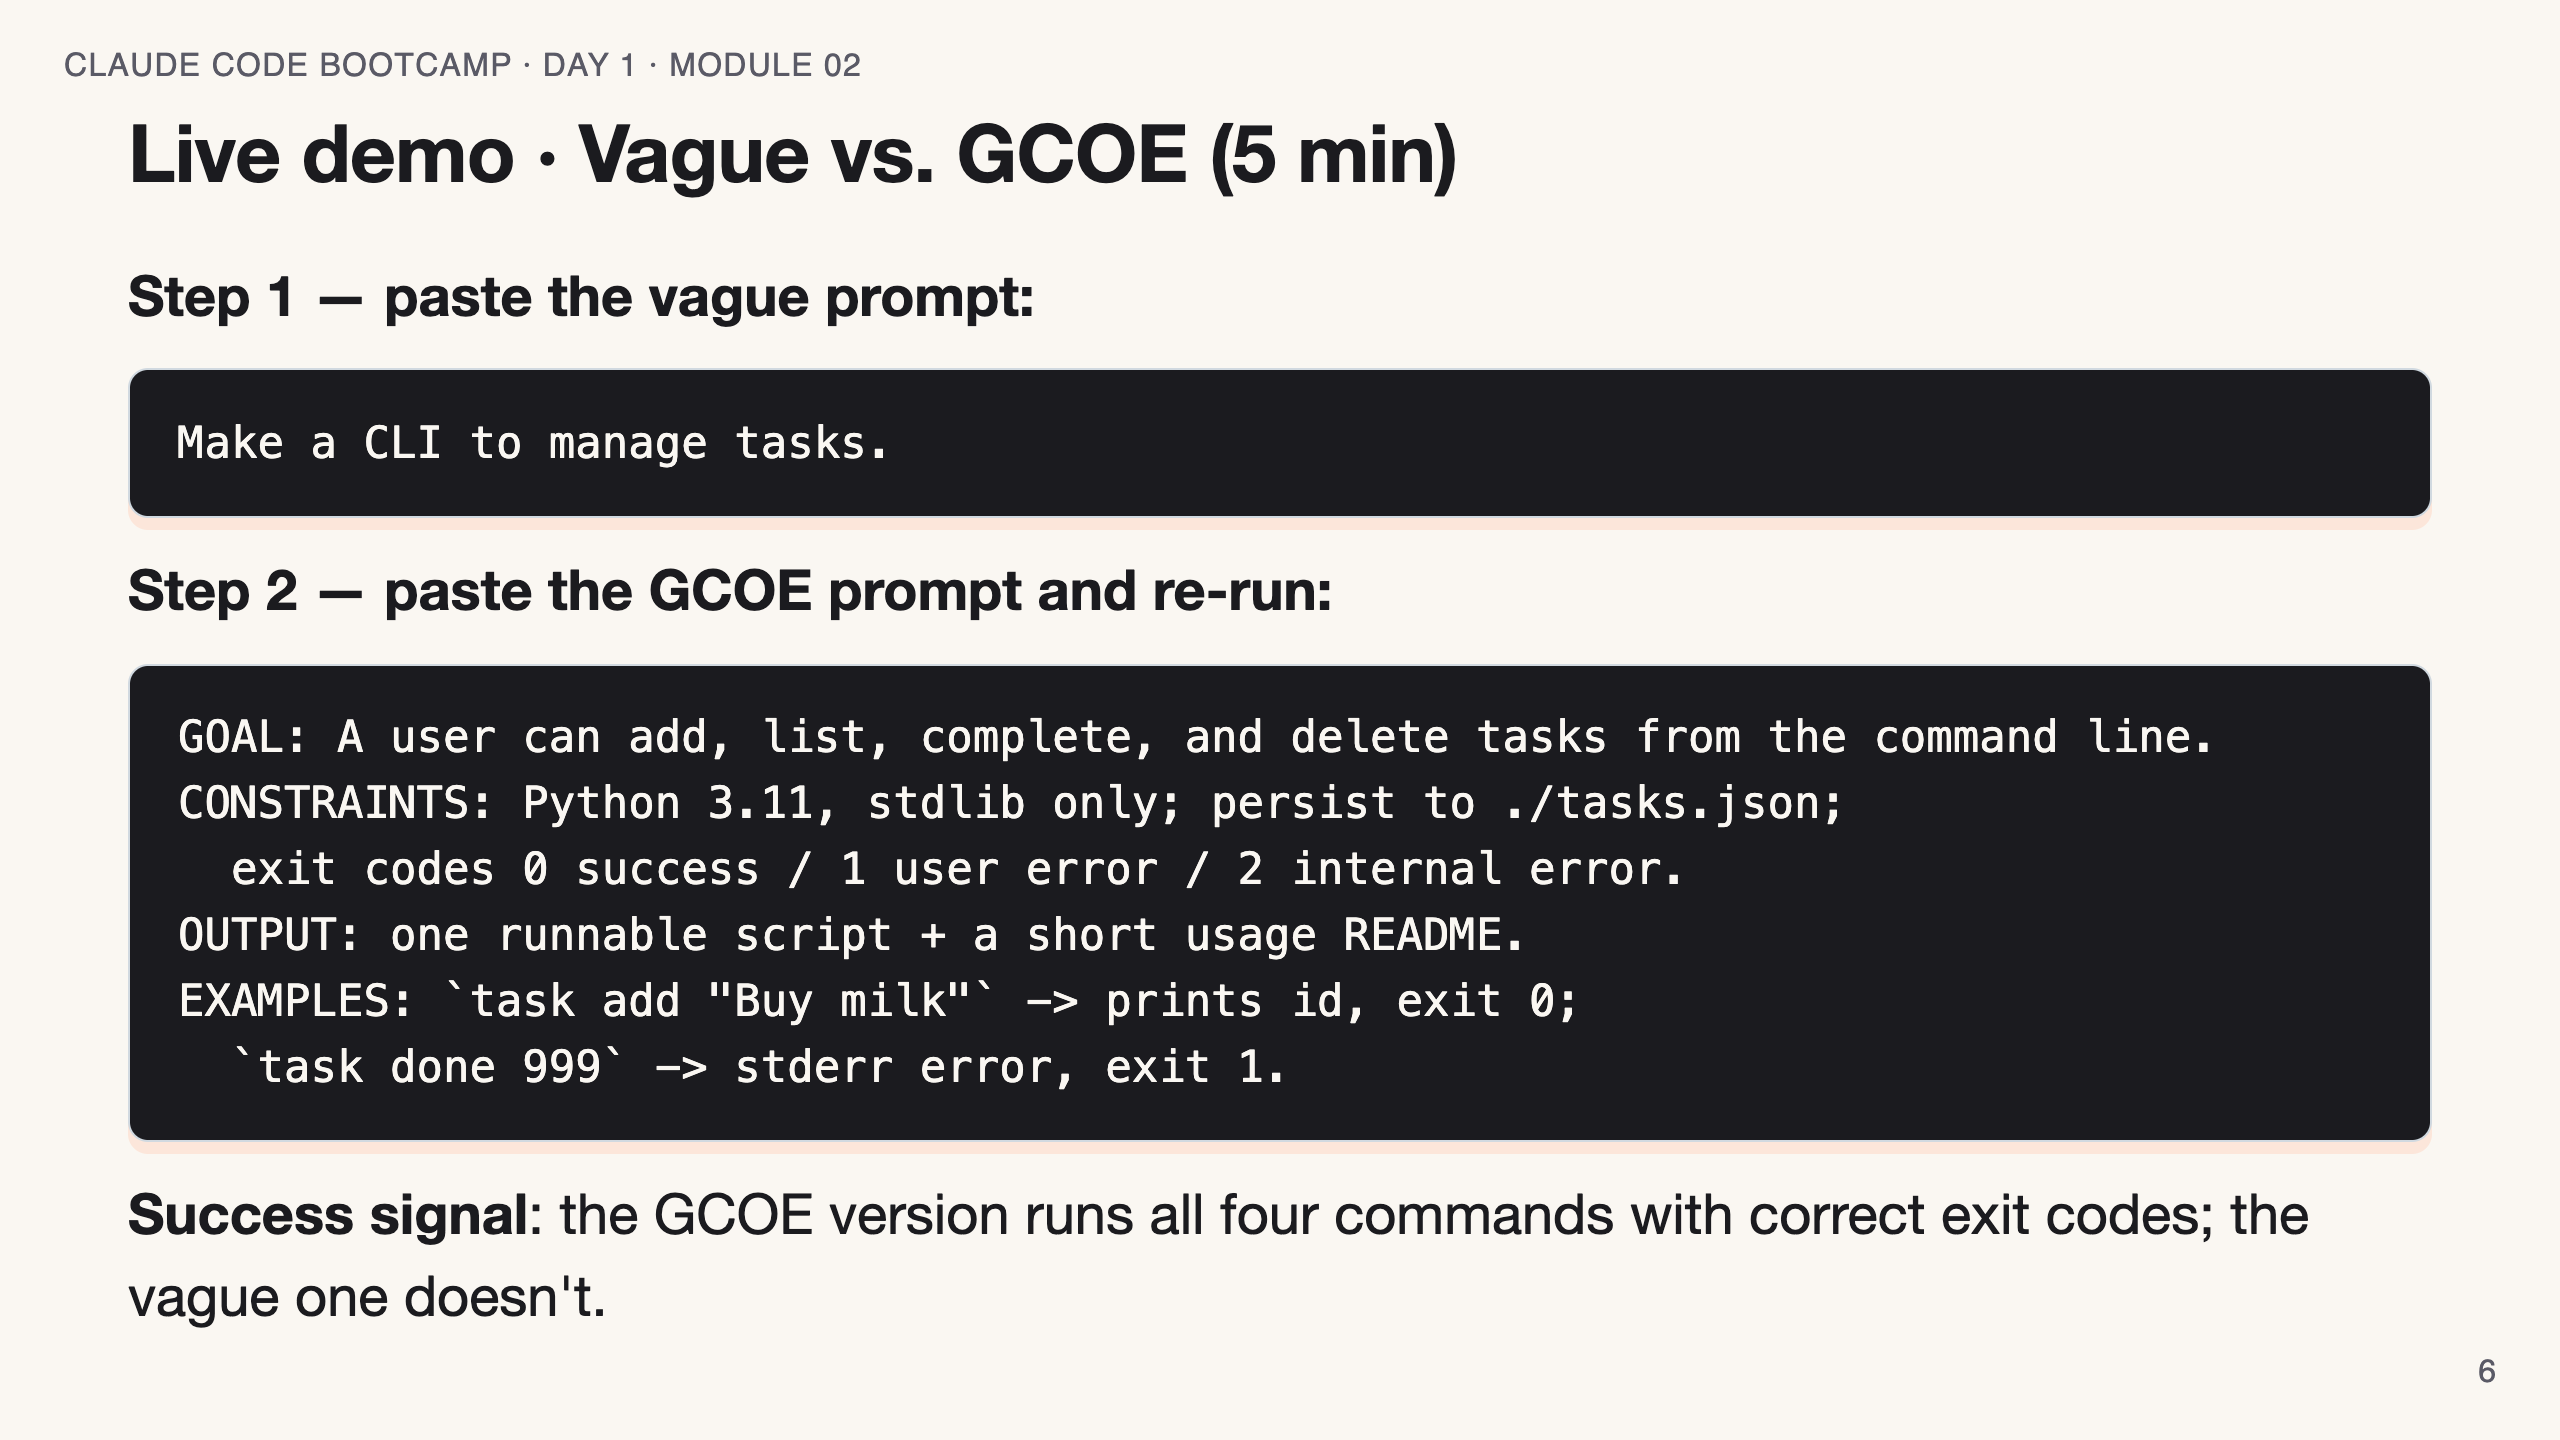 CLAUDE CODE BOOTCAMP · DAY 1 · MODULE 02
Live demo · Vague vs. GCOE (5 min)
Step 1 — paste the vague prompt:
Make a CLI to manage tasks.
Step 2 — paste the GCOE prompt and re-run:
GOAL: A user can add, list, complete, and delete tasks from the command line.
CONSTRAINTS: Python 3.11, stdlib only; persist to ./tasks.json;
  exit codes 0 success / 1 user error / 2 internal error.
OUTPUT: one runnable script + a short usage README.
EXAMPLES: `task add "Buy milk"` —> prints id, exit 0;
  `task done 999` —> stderr error, exit 1.
Success signal: the GCOE version runs all four commands with correct exit codes; the
vague one doesn't.
6